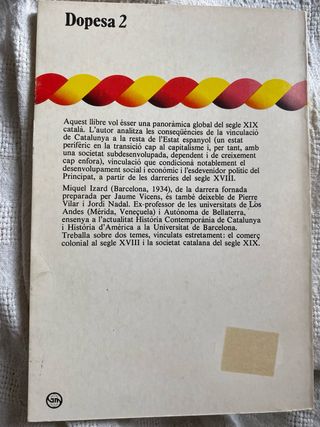 Dopesa 2
Aquest llibre vol ésser una panoràmica global del segle XIX
català. L'autor analitza les conseqüències de la vinculació
de Catalunya a la resta de l'Estat espanyol (un estat
perifèric en la transició cap al capitalisme i, per tant, amb
una societat subdesenvolupada, dependent i de creixement
cap enfora), vinculació que condicionà notablement el
desenvolupament social i econòmic i l'esdevenidor polític del
Principat, a partir de les darreries del segle XVIII.
Miquel Izard (Barcelona, 1934), de la darrera fornada
preparada per Jaume Vicens, és també deixeble de Pierre
Vilar i Jordi Nadal. Ex-professor de les universitats de Los
Andes (Mérida, Veneçuela) i Autónoma de Bellaterra,
ensenya a l'actualitat História Contemporània de Catalunya
i História d'América a la Universitat de Barcelona.
Treballa sobre dos temes, vinculats estretament: el comerç
colonial al segle XVIII i la societat catalana del segle XIX.